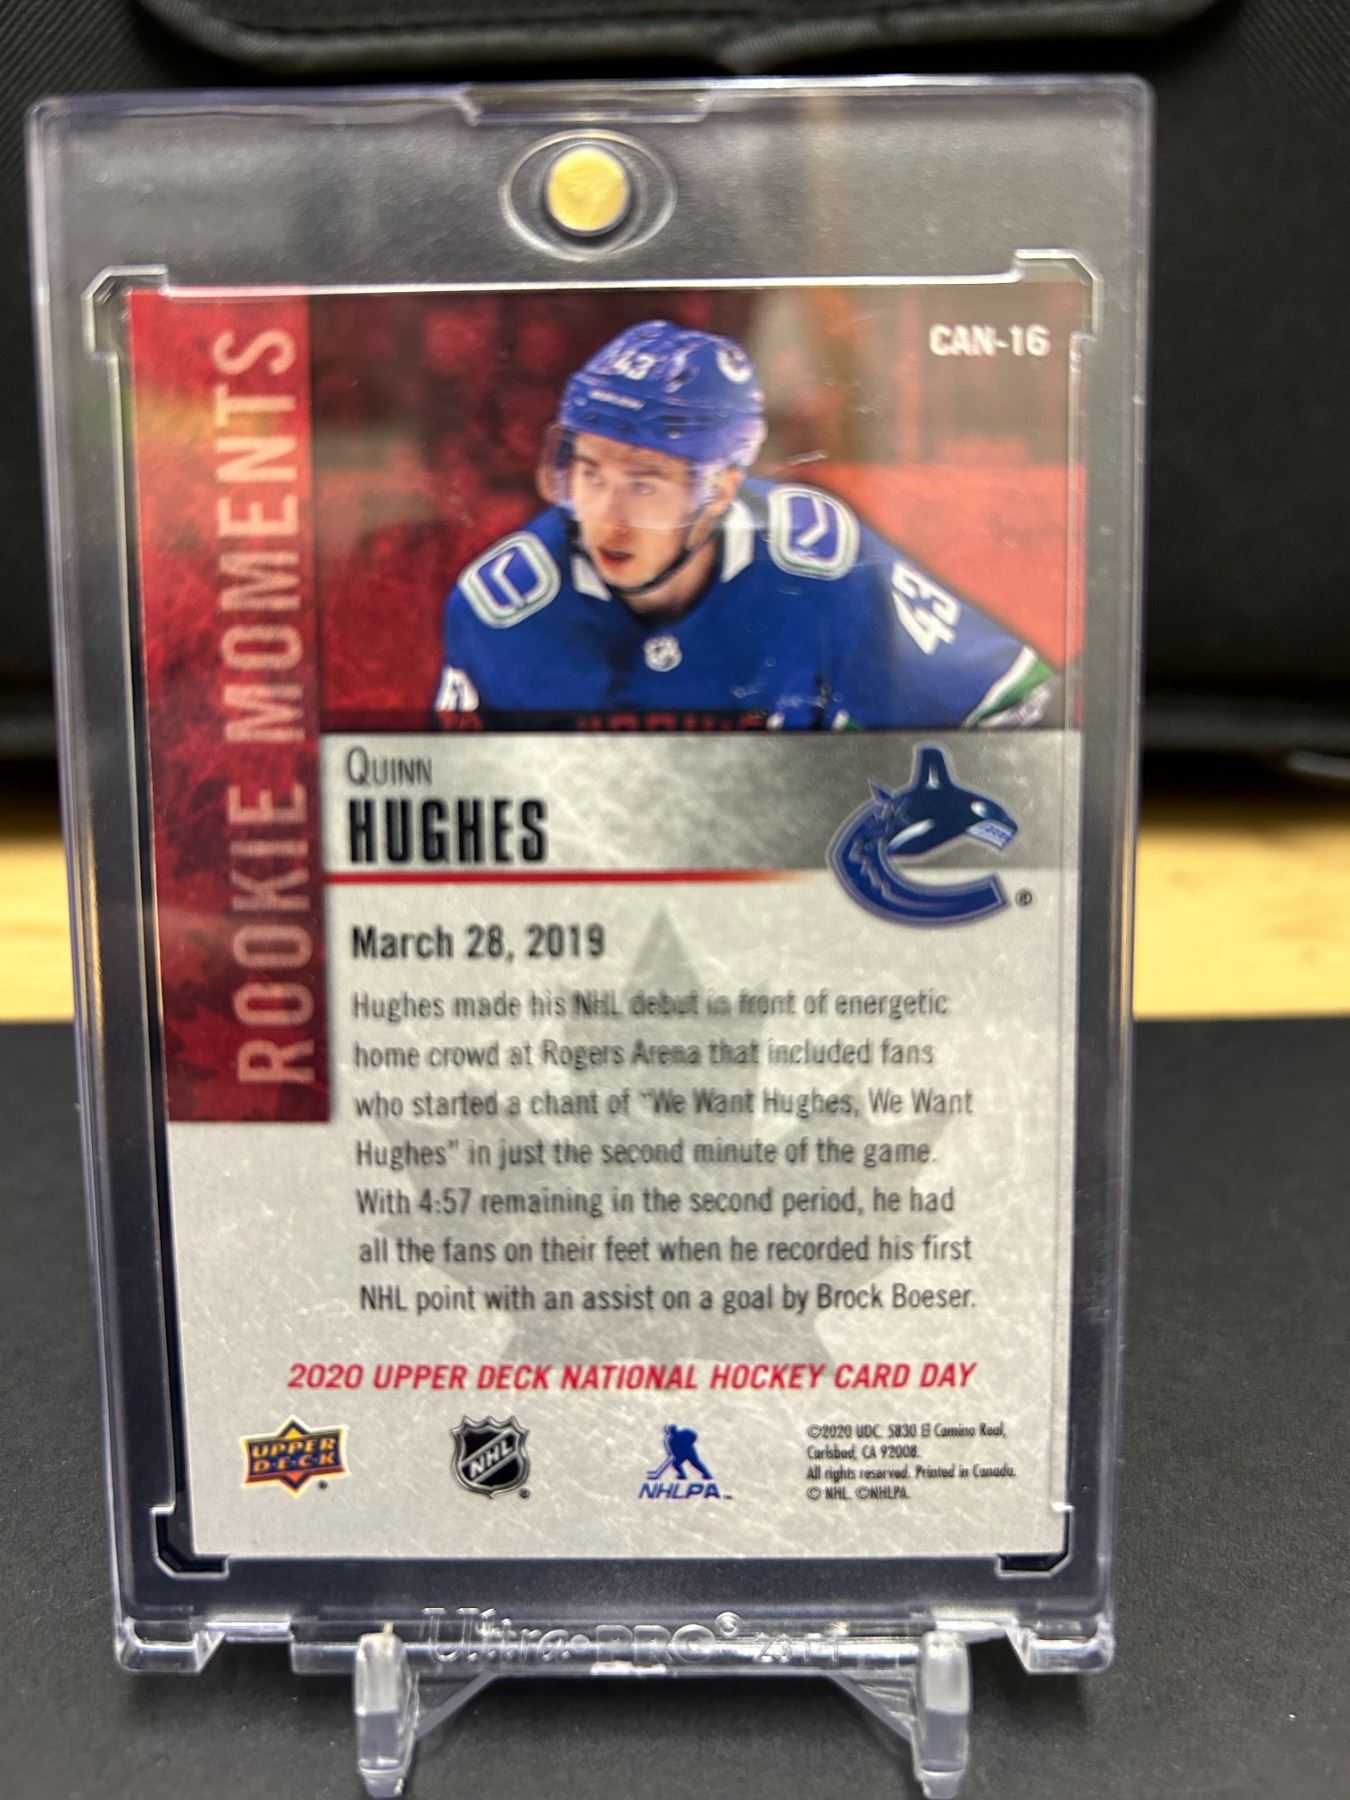 CAN-16
ROOKIE MOMENTS
43
43
QUINN
HUGHES
®
March 28, 2019
Hughes made his NHL debut in front of energetic
home crowd at Rogers Arena that included fans
who started a chant of "We Want Hughes, We Want
Hughes" in just the second minute of the game.
With 4:57 remaining in the second period, he had
all the fans on their feet when he recorded his first
NHL point with an assist on a goal by Brock Boeser.
2020 UPPER DECK NATIONAL HOCKEY CARD DAY
UPPER
D·E·C·K
NHL
NHLPA
©2020 UDC. 5830 El Camino Real,
Carlsbad, CA 92008.
All rights reserved. Printed in Canada.
© NHL. ©NHLPA.
Ultra·PRO®